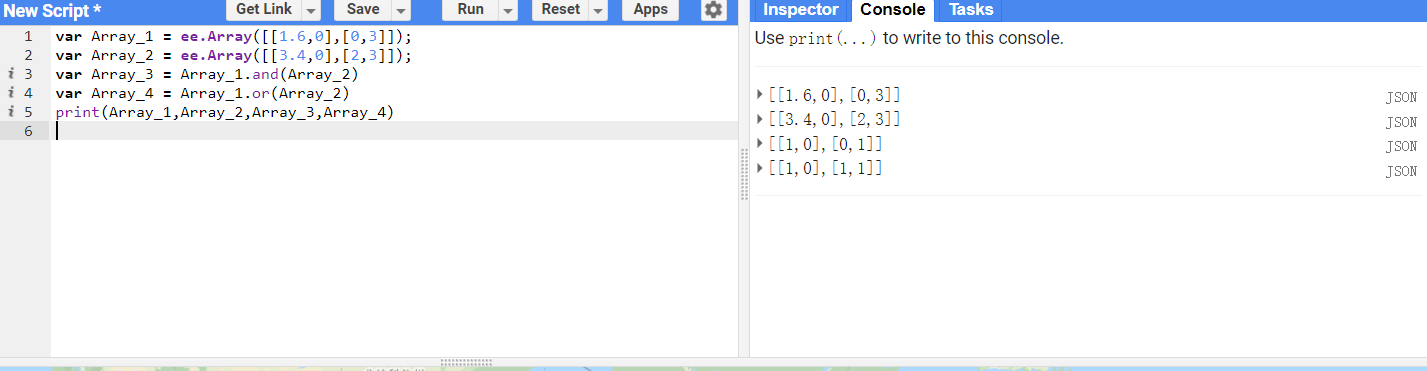 New Script *
Get Link
Save
Run
Reset
Apps
Inspector
Console
Tasks
1 var Array_1 = ee.Array([[1.6,0],[0,3]]);
2 var Array_2 = ee.Array([[3.4,0],[2,3]]);
i 3 var Array_3 = Array_1.and(Array_2)
i 4 var Array_4 = Array_1.or(Array_2)
i 5 print(Array_1,Array_2,Array_3,Array_4)
6
Use print(...) to write to this console.
[[1.6,0],[0,3]] JSON
[[3.4,0],[2,3]] JSON
[[1,0],[0,1]] JSON
[[1,0],[1,1]] JSON